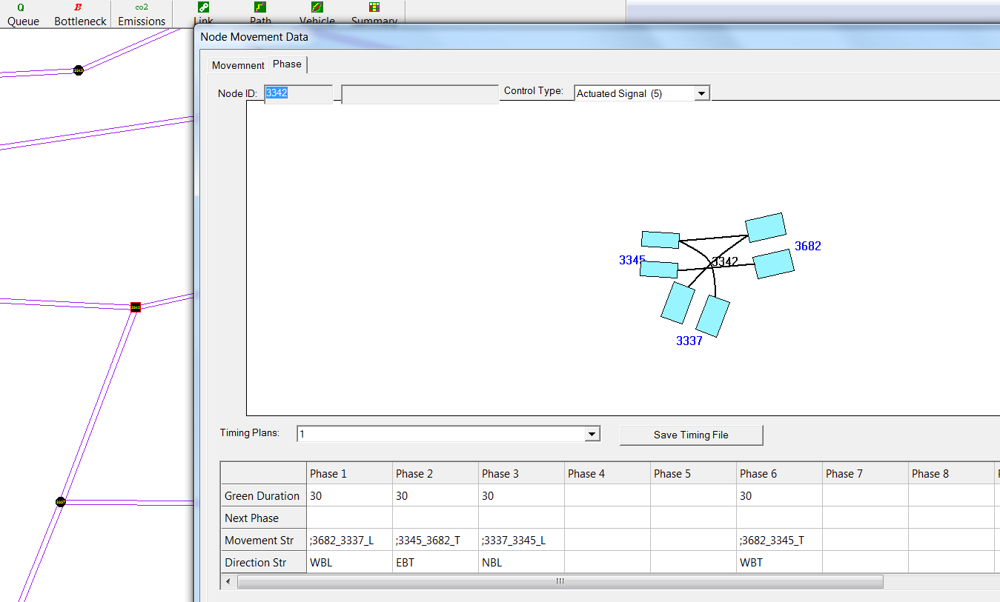 Q B co2
Queue Bottleneck Emissions Link Path Vehicle Summary
Node Movement Data
Movemnent Phase
Node ID: 3342 Control Type: Actuated Signal (5)
3682
3345 3342
3337
Timing Plans: 1 Save Timing File
Phase 1 Phase 2 Phase 3 Phase 4 Phase 5 Phase 6 Phase 7 Phase 8
Green Duration 30 30 30 30
Next Phase
Movement Str ;3682_3337_L ;3345_3682_T ;3337_3345_L ;3682_3345_T
Direction Str WBL EBT NBL WBT